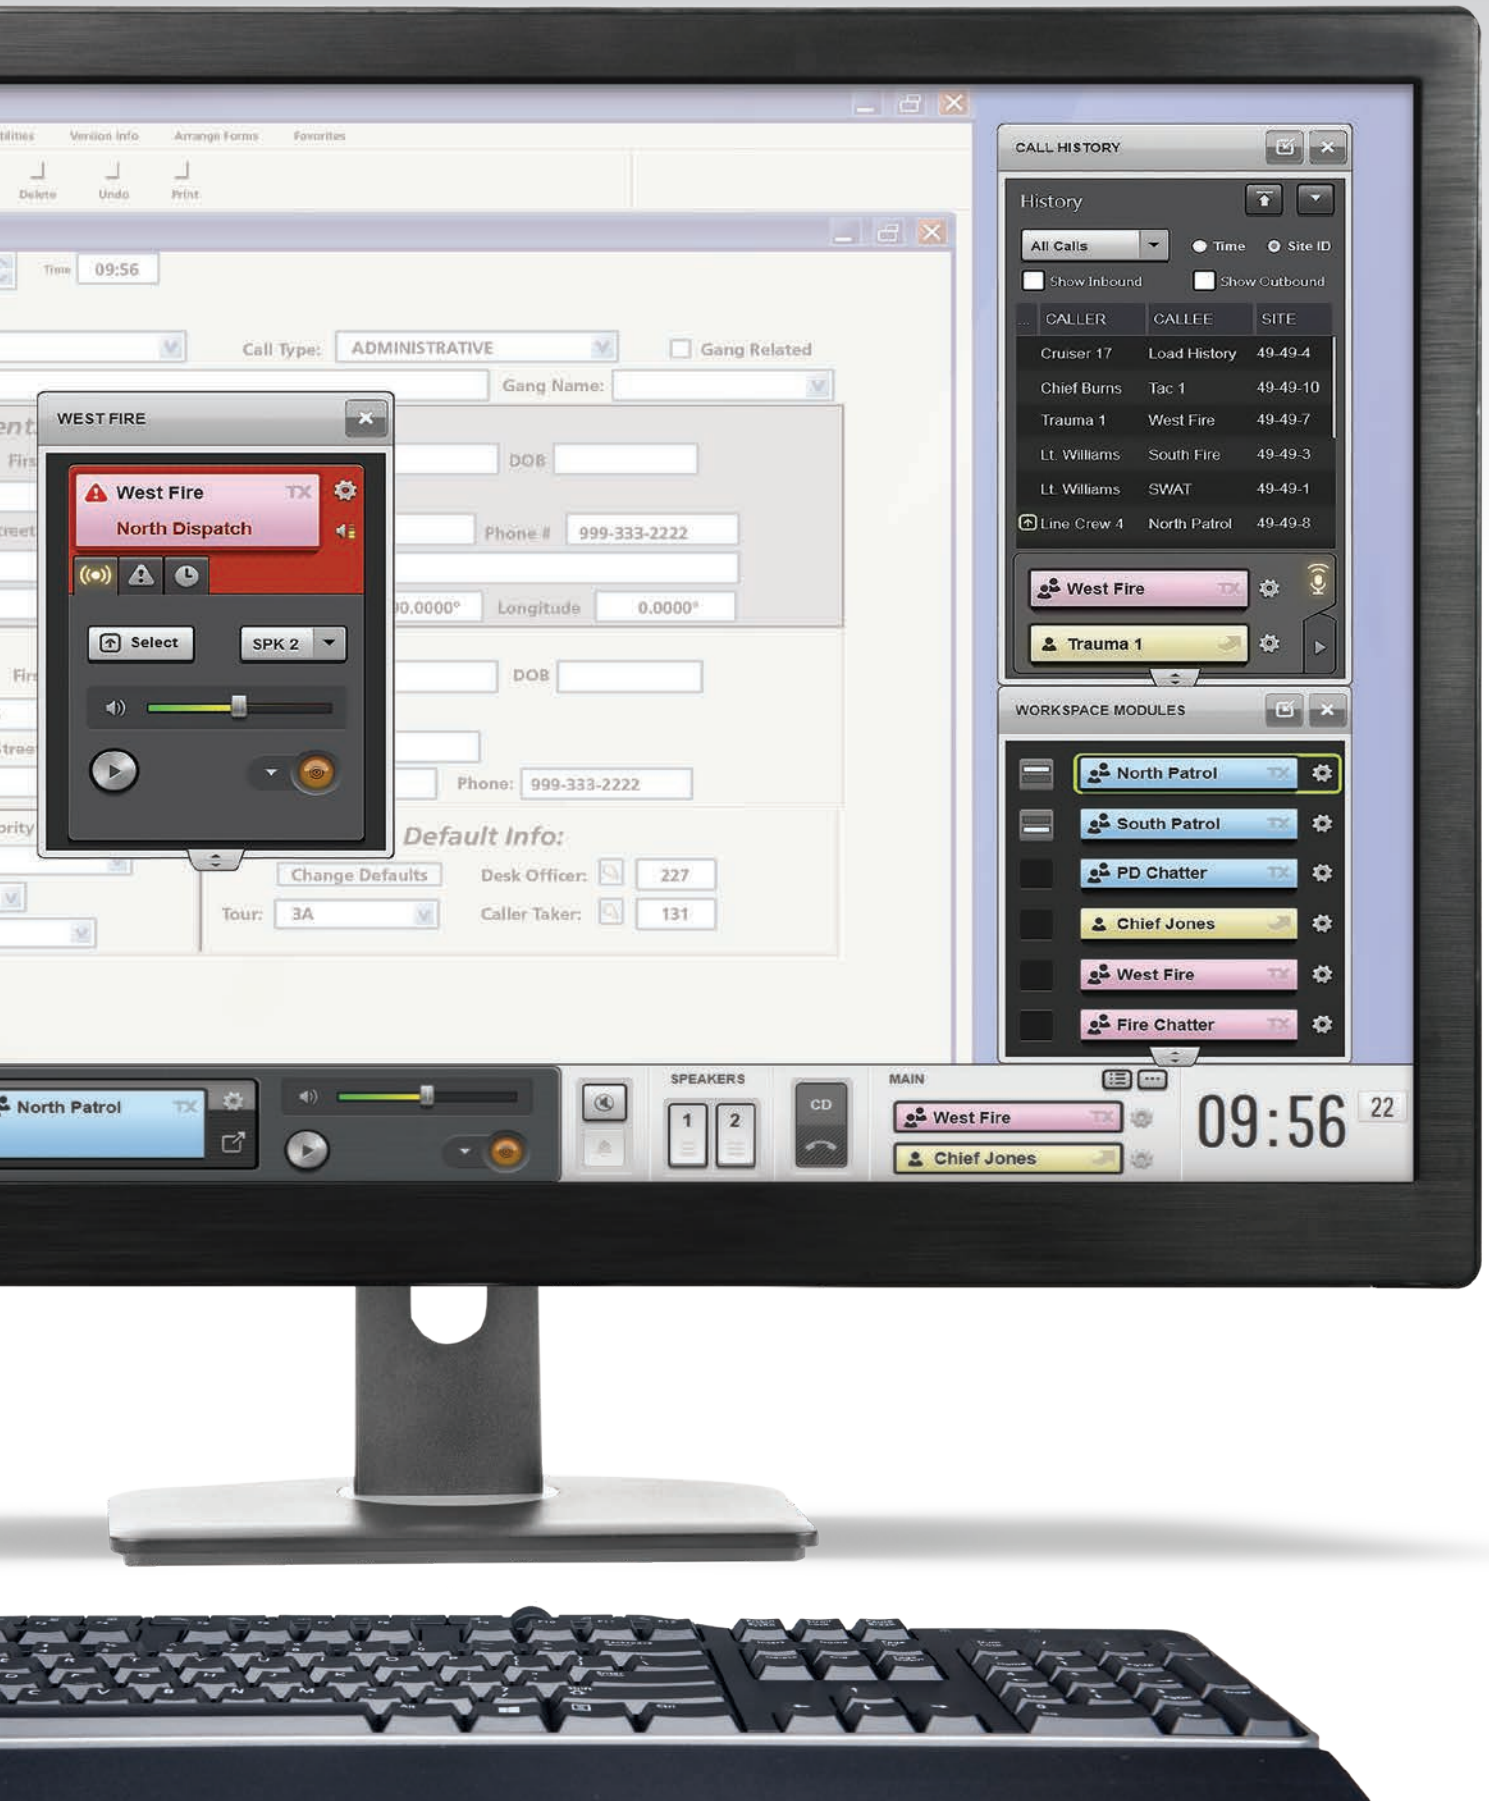 Version Info Arrange Forms Favorites
Delete Undo Print
Time 09:56
Call Type: ADMINISTRATIVE Gang Related
Gang Name:
DOB
Phone # 999-333-2222
Longitude 0.0000°
DOB
Phone: 999-333-2222
Default Info:
Change Defaults Desk Officer: 227
Tour: 3A Caller Taker: 131
WEST FIRE
West Fire TX
North Dispatch
Select SPK 2
CALL HISTORY
History
All Calls Time Site ID
Show Inbound Show Outbound
... CALLER CALLEE SITE
Cruiser 17 Load History 49-49-4
Chief Burns Tac 1 49-49-10
Trauma 1 West Fire 49-49-7
Lt. Williams South Fire 49-49-3
Lt. Williams SWAT 49-49-1
Line Crew 4 North Patrol 49-49-8
West Fire TX
Trauma 1
WORKSPACE MODULES
North Patrol TX
South Patrol TX
PD Chatter TX
Chief Jones
West Fire TX
Fire Chatter TX
North Patrol TX
SPEAKERS
1 2
CD
MAIN
West Fire TX
Chief Jones
09:56 22